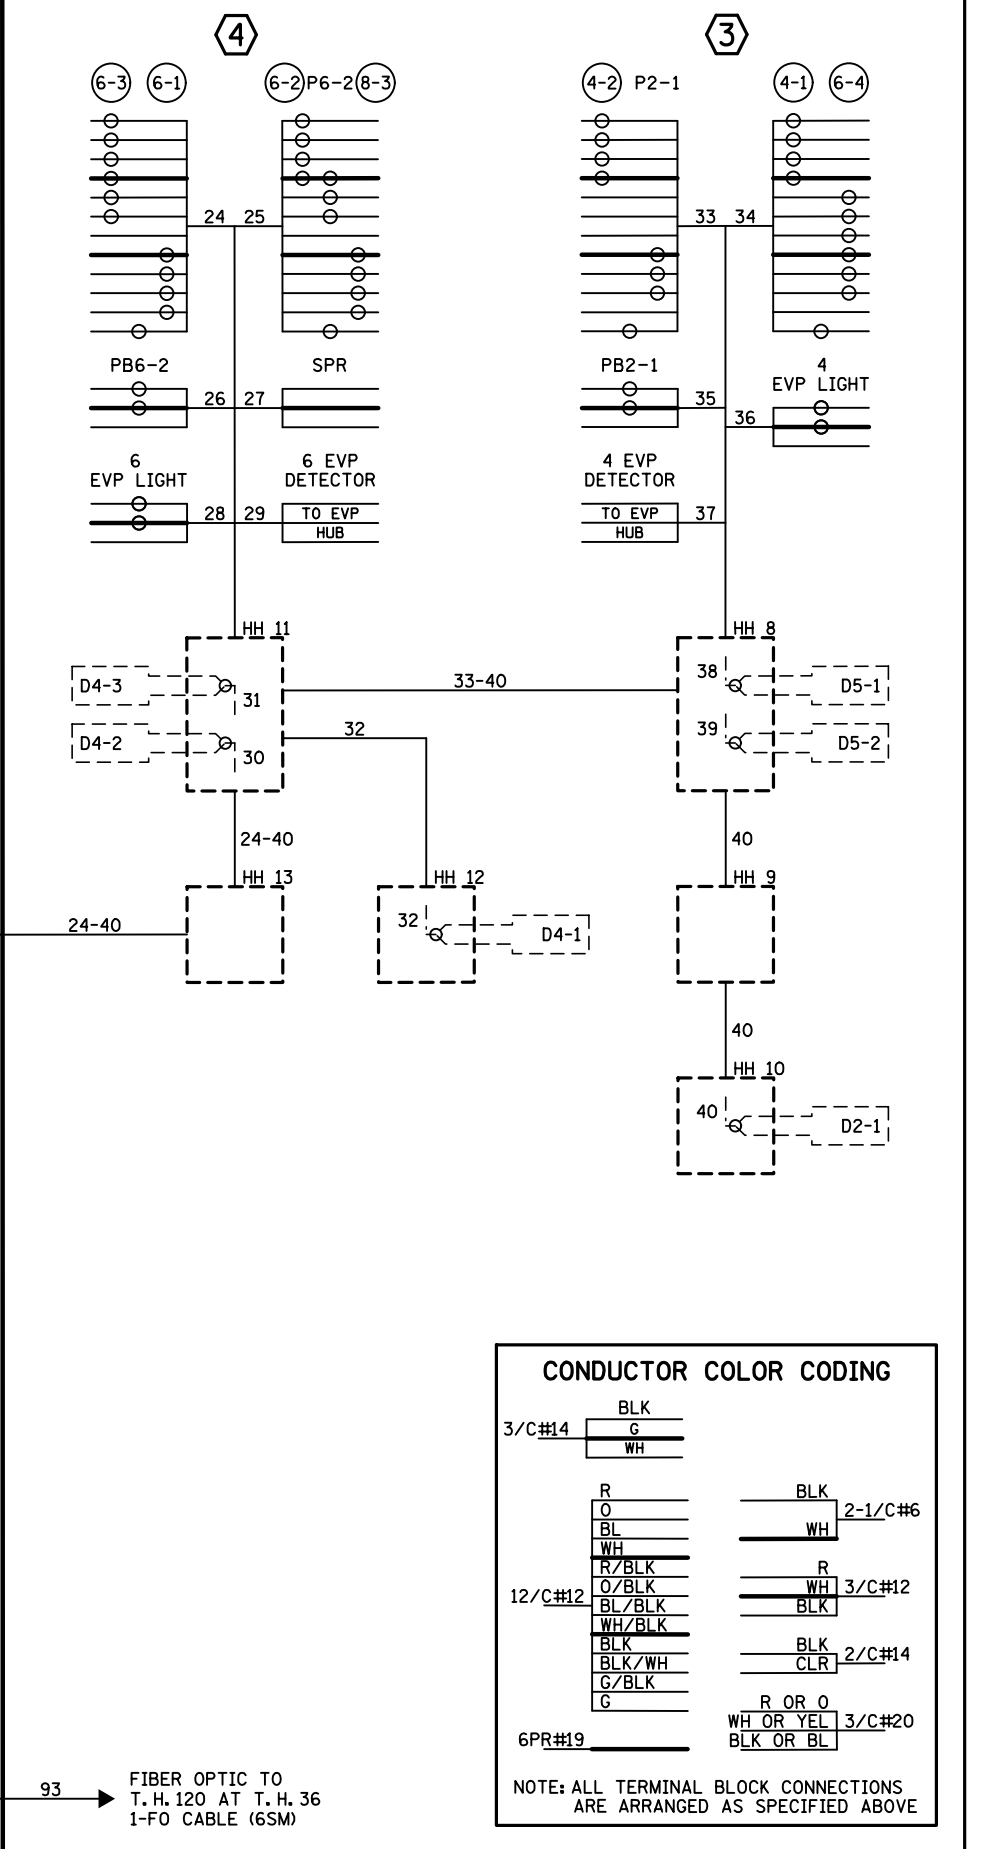 4 3
6-3 6-1 6-2 P6-2 8-3 4-2 P2-1 4-1 6-4
24 25 33 34
PB6-2 SPR PB2-1 4
EVP LIGHT
26 27 35
36
6 6 EVP 4 EVP
EVP LIGHT DETECTOR DETECTOR
28 29 TO EVP 37 TO EVP
HUB HUB
HH 11 HH 8
D4-3 31 33-40 38 D5-1
D4-2 30 32 39 D5-2
24-40 40
HH 13 HH 12 HH 9
24-40 32 D4-1
40
HH 10
40 D2-1
CONDUCTOR COLOR CODING
BLK
3/C#14 G
WH
R
O
BL
WH
R/BLK
O/BLK
12/C#12 BL/BLK
WH/BLK
BLK
BLK/WH
G/BLK
G
6PR#19
BLK
2-1/C#6
WH
R
WH 3/C#12
BLK
BLK
2/C#14
CLR
R OR O
WH OR YEL 3/C#20
BLK OR BL
NOTE: ALL TERMINAL BLOCK CONNECTIONS
ARE ARRANGED AS SPECIFIED ABOVE
93 FIBER OPTIC TO
T.H. 120 AT T.H. 36
1-FO CABLE (6SM)